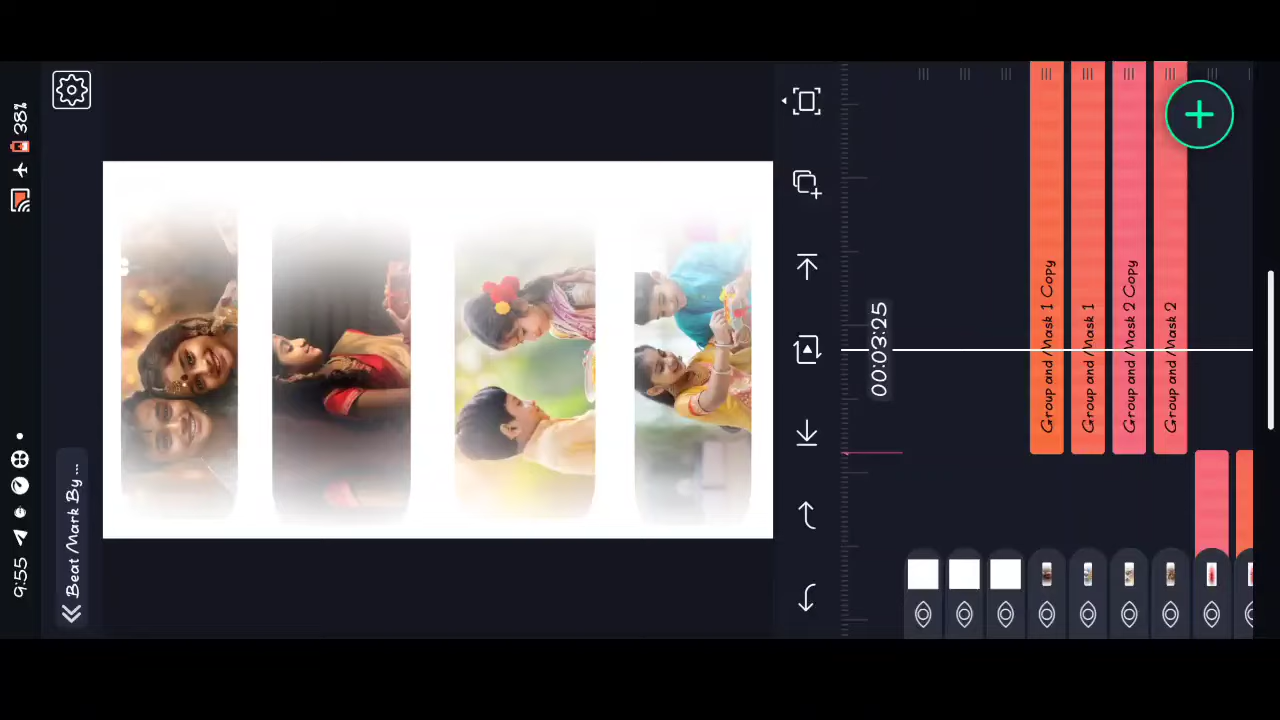 9:55
38%
Beat Mark By ...
00:03:25
Group and Mask 1 Copy
Group and Mask 1
Group and Mask 2 Copy
Group and Mask 2